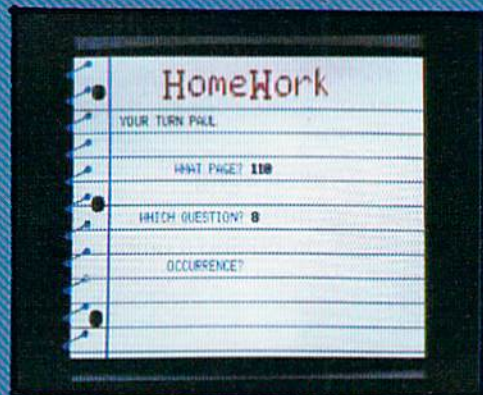 HomeWork
YOUR TURN PAUL
WHAT PAGE? 110
WHICH QUESTION? 8
OCCURRENCE?